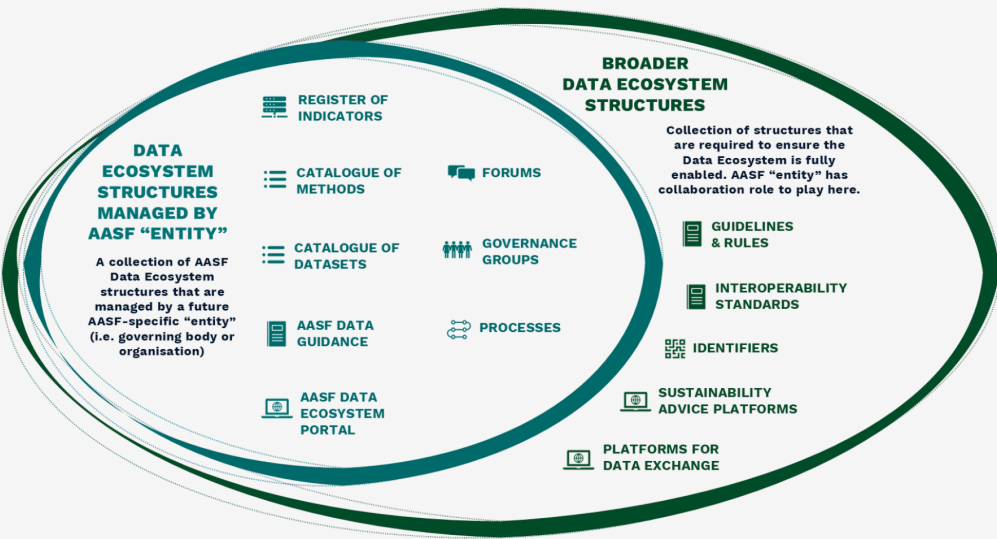 DATA
ECOSYSTEM
STRUCTURES
MANAGED BY
AASF “ENTITY”
A collection of AASF
Data Ecosystem
structures that are
managed by a future
AASF-specific “entity”
(i.e. governing body or
organisation)
REGISTER OF
INDICATORS
CATALOGUE OF
METHODS
CATALOGUE OF
DATASETS
AASF DATA
GUIDANCE
AASF DATA
ECOSYSTEM
PORTAL
FORUMS
GOVERNANCE
GROUPS
PROCESSES
BROADER
DATA ECOSYSTEM
STRUCTURES
Collection of structures that
are required to ensure the
Data Ecosystem is fully
enabled. AASF “entity” has
collaboration role to play here.
GUIDELINES
& RULES
INTEROPERABILITY
STANDARDS
IDENTIFIERS
SUSTAINABILITY
ADVICE PLATFORMS
PLATFORMS FOR
DATA EXCHANGE